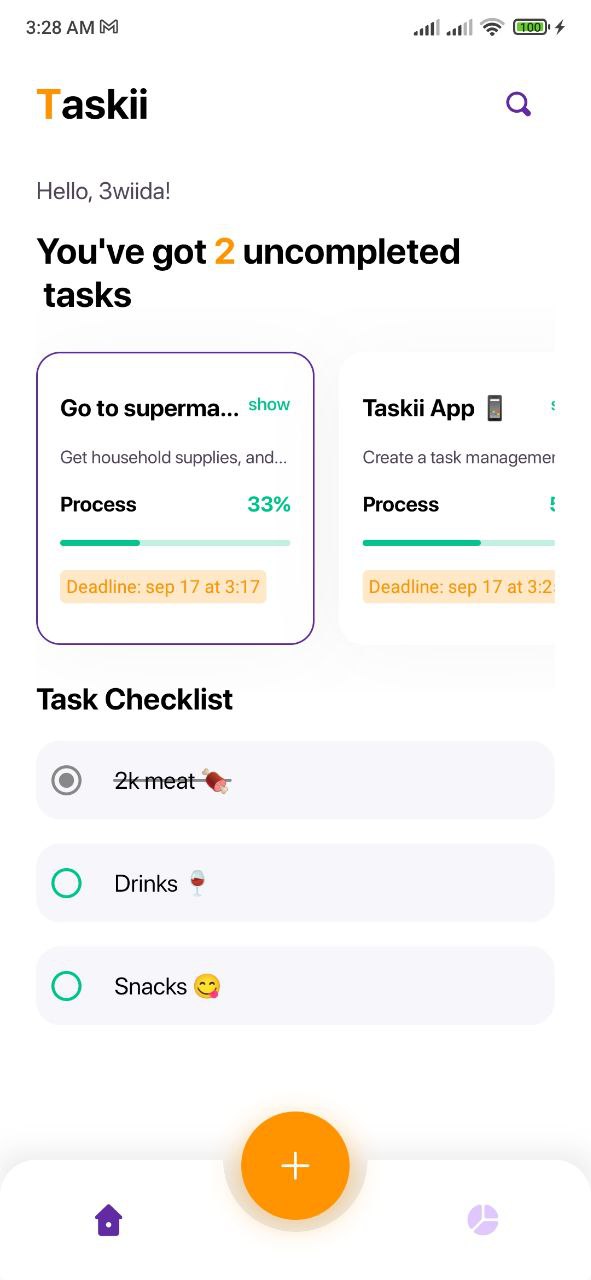 3:28 AM
100
Taskii
Hello, 3wiida!
You've got 2 uncompleted
tasks
Go to superma... show
Get household supplies, and...
Process 33%
Deadline: sep 17 at 3:17
Taskii App 📱
Create a task managemen
Process 5
Deadline: sep 17 at 3:2
Task Checklist
2k meat 🍖
Drinks 🍷
Snacks 😋